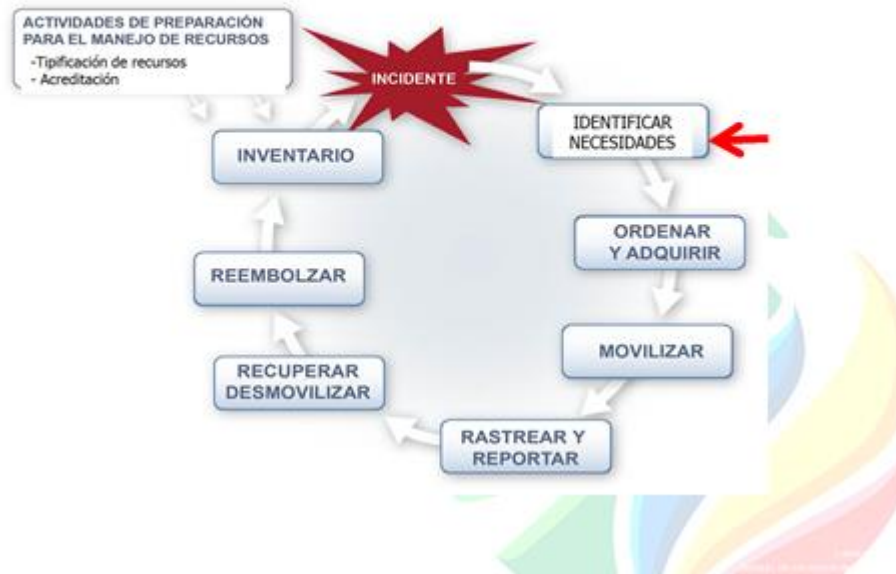 ACTIVIDADES DE PREPARACIÓN
PARA EL MANEJO DE RECURSOS
-Tipificación de recursos
- Acreditación
INCIDENTE
IDENTIFICAR
NECESIDADES
INVENTARIO
ORDENAR
Y ADQUIRIR
REEMBOLZAR
MOVILIZAR
RECUPERAR
DESMOVILIZAR
RASTREAR Y
REPORTAR